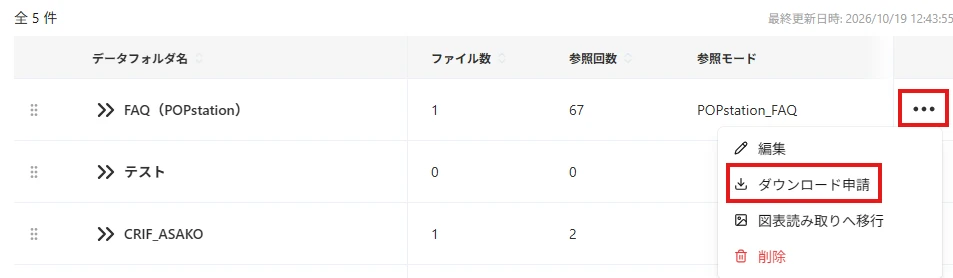 全 5 件
最終更新日時: 2026/10/19 12:43:55
データフォルダ名 ファイル数 参照回数 参照モード
FAQ（POPstation） 1 67 POPstation_FAQ
編集
テスト 0 0
ダウンロード申請
図表読み取りへ移行
CRIF_ASAKO 1 2
削除